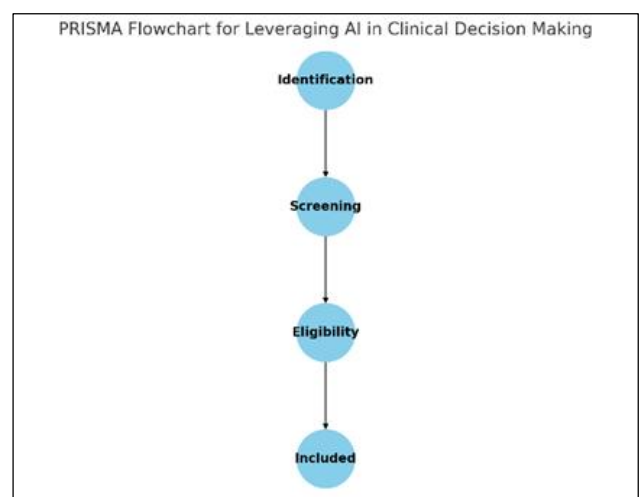 PRISMA Flowchart for Leveraging AI in Clinical Decision Making
Identification
Screening
Eligibility
Included